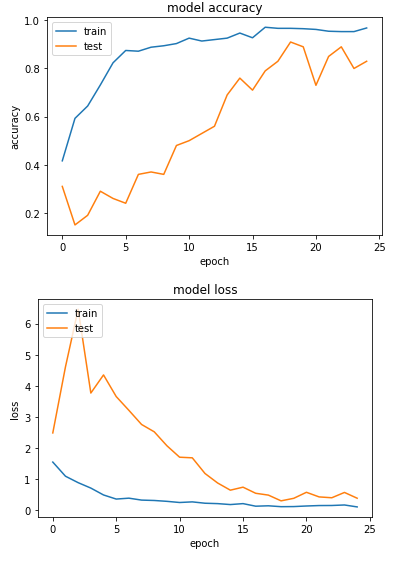 model accuracy
train
test
1.0
0.8
0.6
0.4
0.2
accuracy
0 5 10 15 20 25
epoch
model loss
train
test
6
5
4
3
2
1
0
loss
0 5 10 15 20 25
epoch